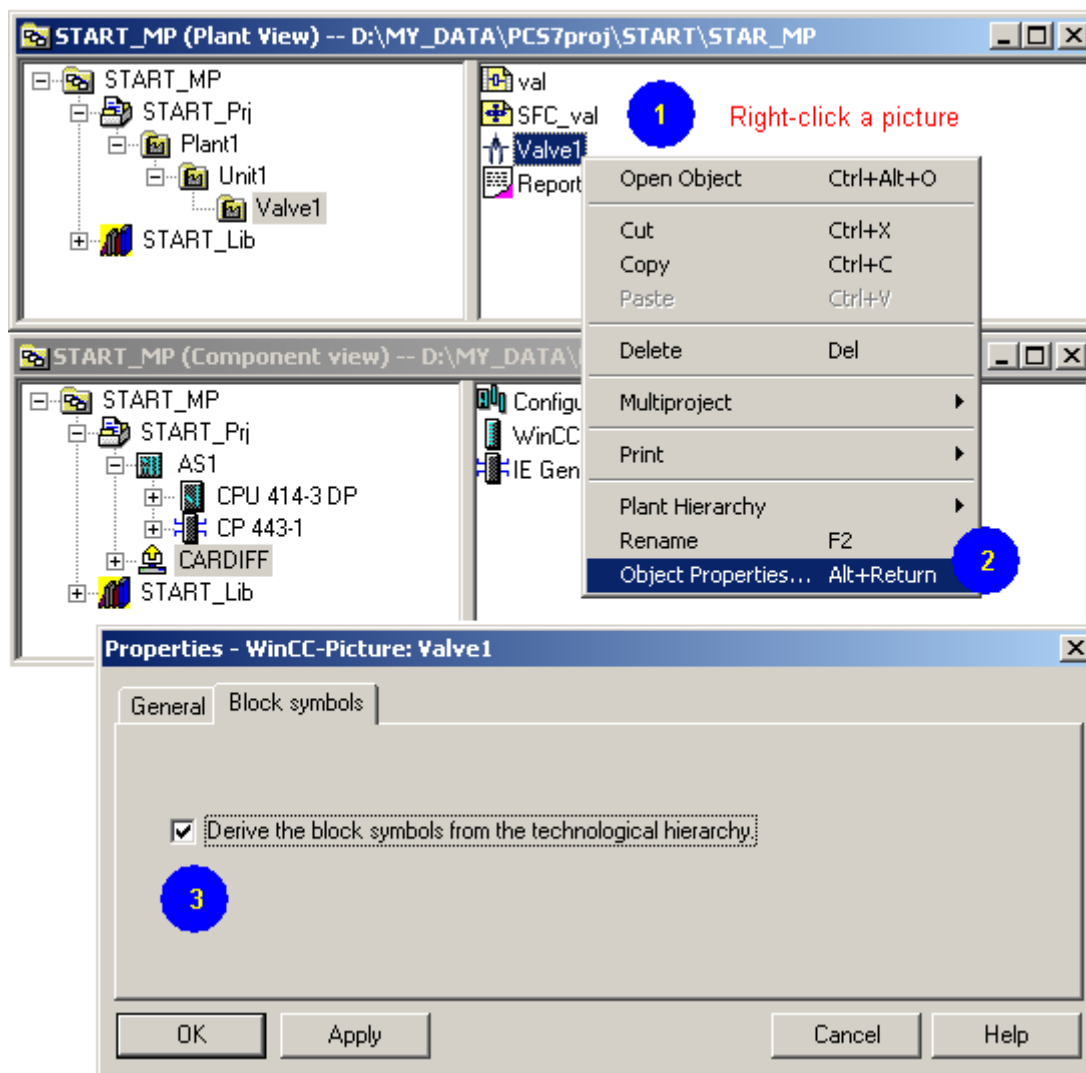 START_MP (Plant View) -- D:\MY_DATA\PCS7proj\START\STAR_MP
START_MP
START_Prj
Plant1
Unit1
Valve1
START_Lib
val
SFC_val
Valve1
Report
1
Right-click a picture
Open Object Ctrl+Alt+O
Cut Ctrl+X
Copy Ctrl+C
Paste Ctrl+V
Delete Del
Multiproject
Print
Plant Hierarchy
Rename F2
Object Properties... Alt+Return
2
START_MP (Component view) -- D:\MY_DATA\
START_MP
START_Prj
AS1
CPU 414-3 DP
CP 443-1
CARDIFF
START_Lib
Configu
WinCC
IE Gen
Properties - WinCC-Picture: Valve1
General
Block symbols
Derive the block symbols from the technological hierarchy.
3
OK
Apply
Cancel
Help